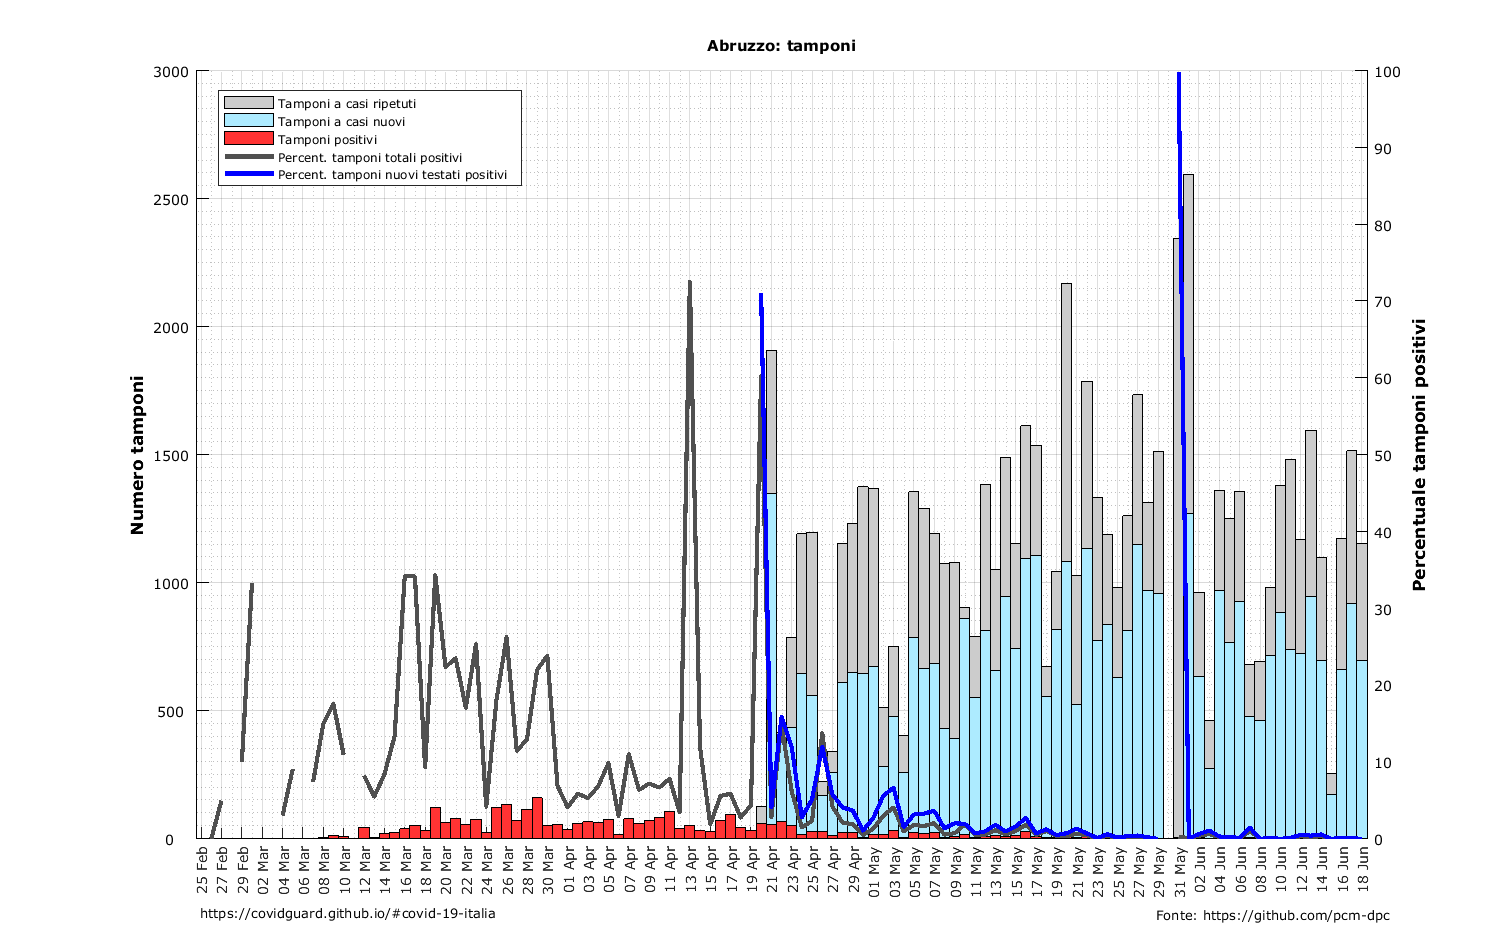 Abruzzo: tamponi
3000
2500
2000
1500
1000
500
0
100
90
80
70
60
50
40
30
20
10
0
Numero tamponi
Percentuale tamponi positivi
Tamponi a casi ripetuti
Tamponi a casi nuovi
Tamponi positivi
Percent. tamponi totali positivi
Percent. tamponi nuovi testati positivi
25 Feb
27 Feb
29 Feb
02 Mar
04 Mar
06 Mar
08 Mar
10 Mar
12 Mar
14 Mar
16 Mar
18 Mar
20 Mar
22 Mar
24 Mar
26 Mar
28 Mar
30 Mar
01 Apr
03 Apr
05 Apr
07 Apr
09 Apr
11 Apr
13 Apr
15 Apr
17 Apr
19 Apr
21 Apr
23 Apr
25 Apr
27 Apr
29 Apr
01 May
03 May
05 May
07 May
09 May
11 May
13 May
15 May
17 May
19 May
21 May
23 May
25 May
27 May
29 May
31 May
02 Jun
04 Jun
06 Jun
08 Jun
10 Jun
12 Jun
14 Jun
16 Jun
18 Jun
https://covidguard.github.io/#covid-19-italia
Fonte: https://github.com/pcm-dpc